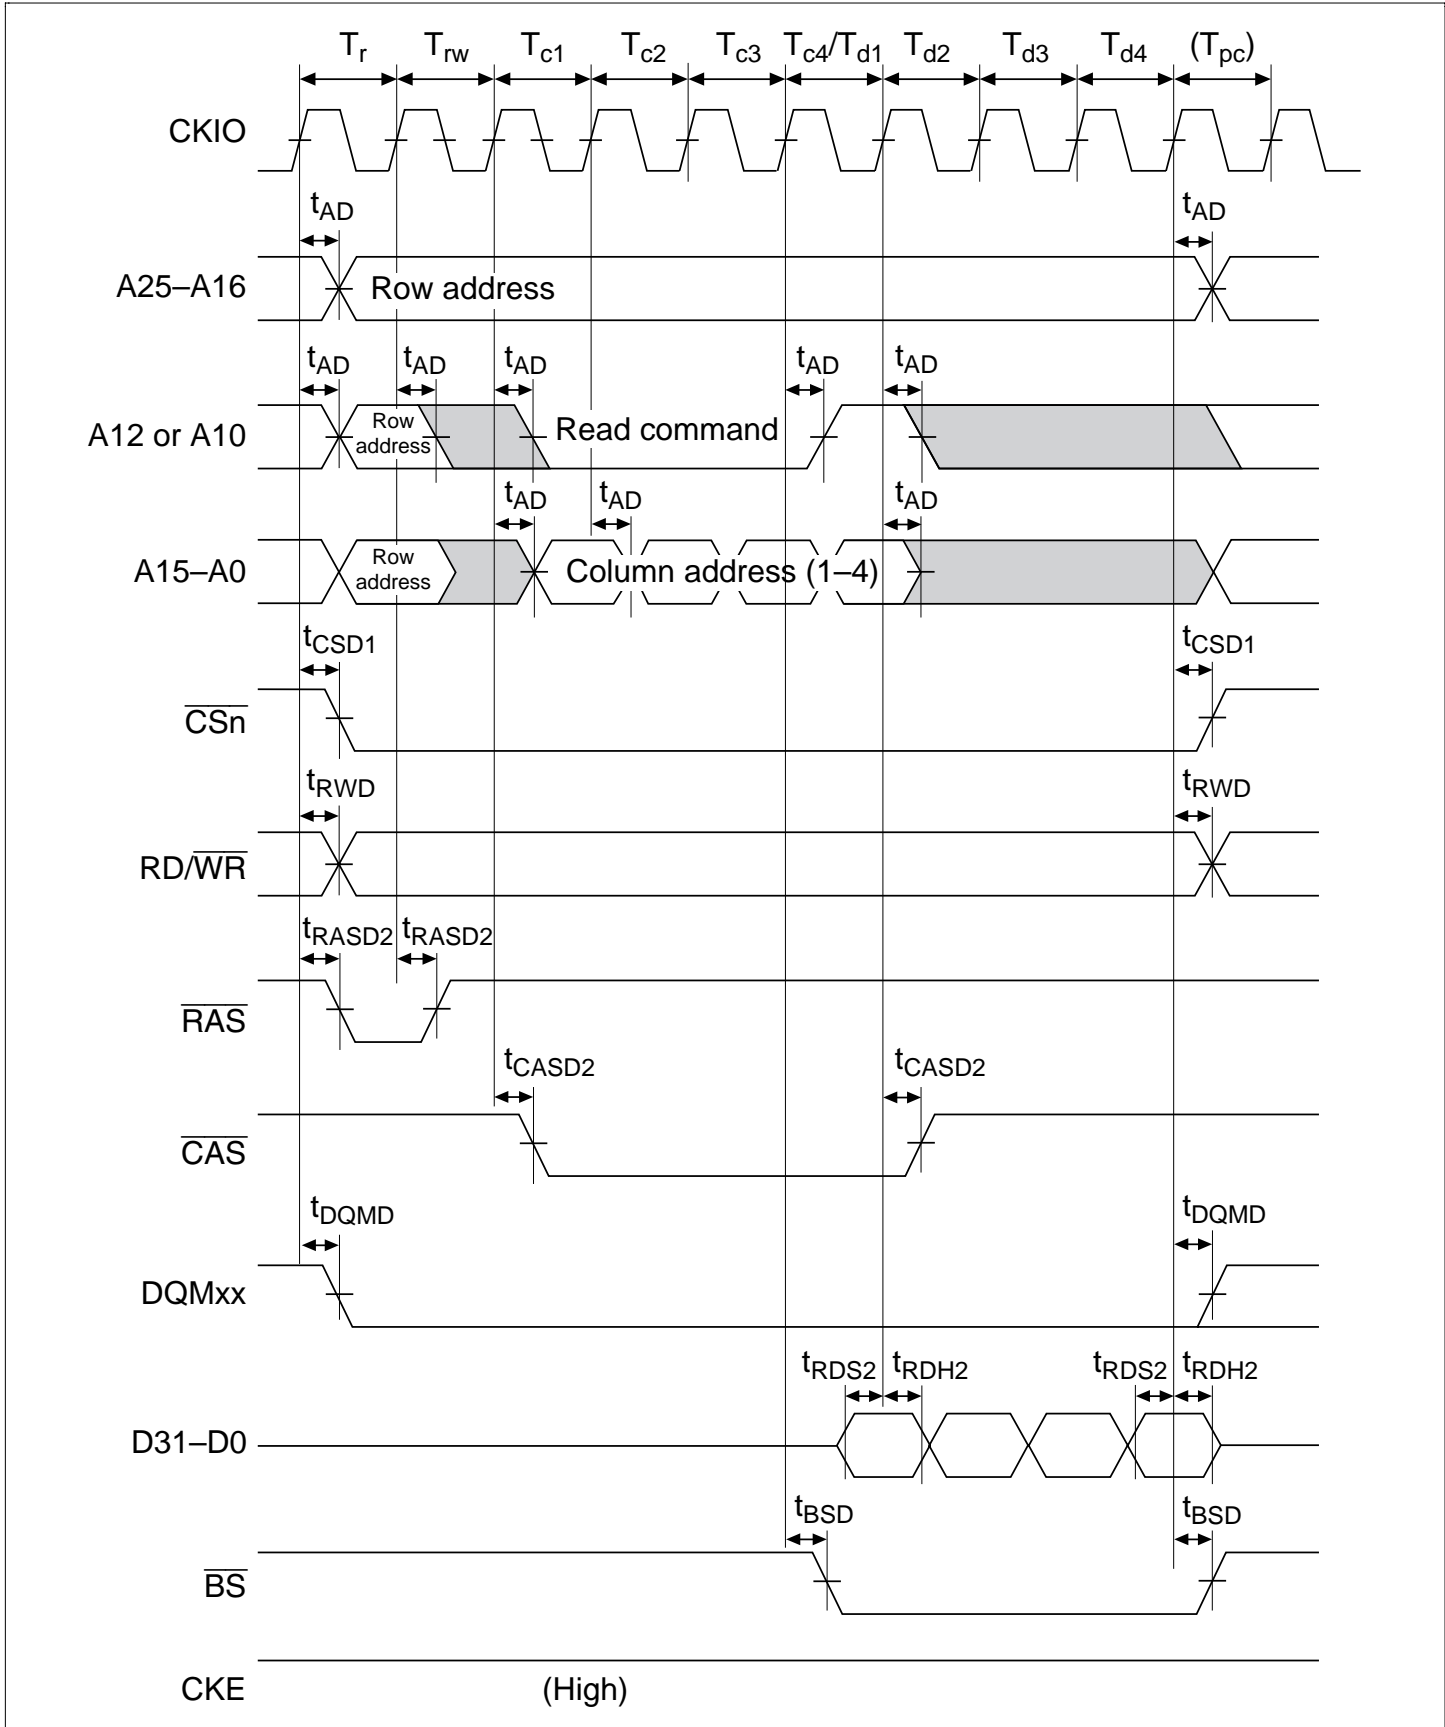 Tr Trw Tc1 Tc2 Tc3 Tc4/Td1 Td2 Td3 Td4 (Tpc)
CKIO
tAD tAD
A25–A16 Row address
tAD tAD tAD tAD tAD
A12 or A10 Row address Read command
tAD tAD tAD
A15–A0 Row address Column address (1–4)
tCSD1 tCSD1
CSn
tRWD tRWD
RD/WR
tRASD2 tRASD2
RAS
tCASD2 tCASD2
CAS
tDQMD tDQMD
DQMxx
tRDS2 tRDH2 tRDS2 tRDH2
D31–D0
tBSD tBSD
BS
CKE (High)